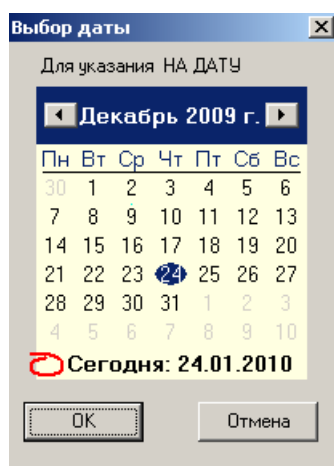 Выбор даты
Для указания НА ДАТУ
Декабрь 2009 г.
Пн Вт Ср Чт Пт Сб Вс
30 1 2 3 4 5 6
7 8 9 10 11 12 13
14 15 16 17 18 19 20
21 22 23 24 25 26 27
28 29 30 31 1 2 3
4 5 6 7 8 9 10
Сегодня: 24.01.2010
OK Отмена